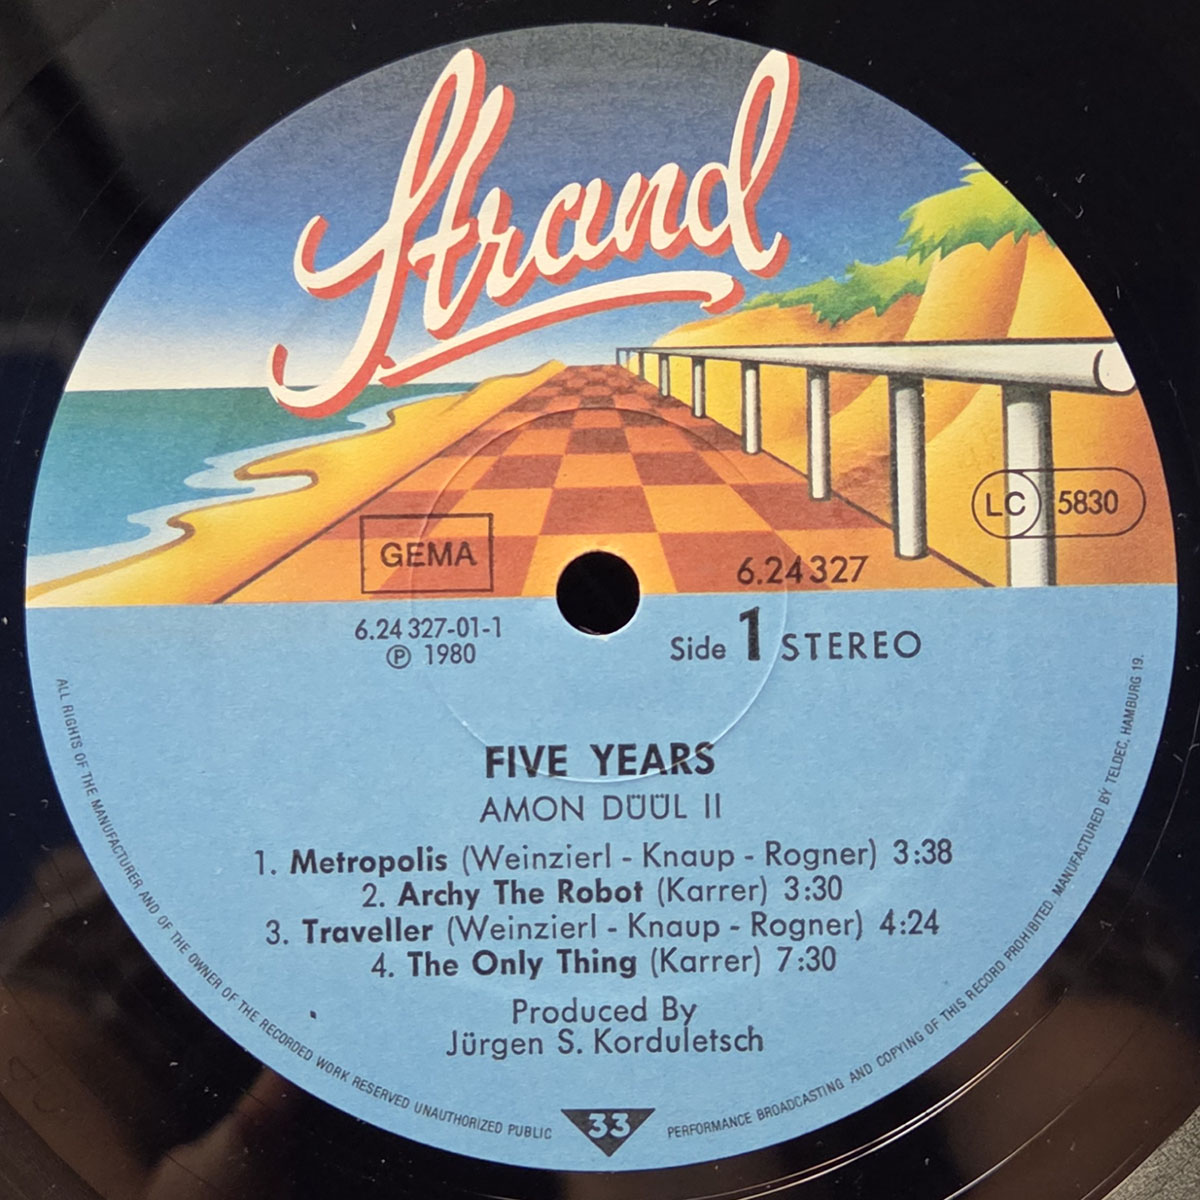 Strand
LC 5830
GEMA
6.24 327
6.24 327-01-1
℗ 1980
Side 1 STEREO
FIVE YEARS
AMON DÜÜL II
1. Metropolis (Weinzierl - Knaup - Rogner) 3:38
2. Archy The Robot (Karrer) 3:30
3. Traveller (Weinzierl - Knaup - Rogner) 4:24
4. The Only Thing (Karrer) 7:30
Produced By
Jürgen S. Korduletsch
33
ALL RIGHTS OF THE MANUFACTURER AND OF THE OWNER OF THE RECORDED WORK RESERVED UNAUTHORIZED PUBLIC PERFORMANCE BROADCASTING AND COPYING OF THIS RECORD PROHIBITED. MANUFACTURED BY TELDEC, HAMBURG 19.